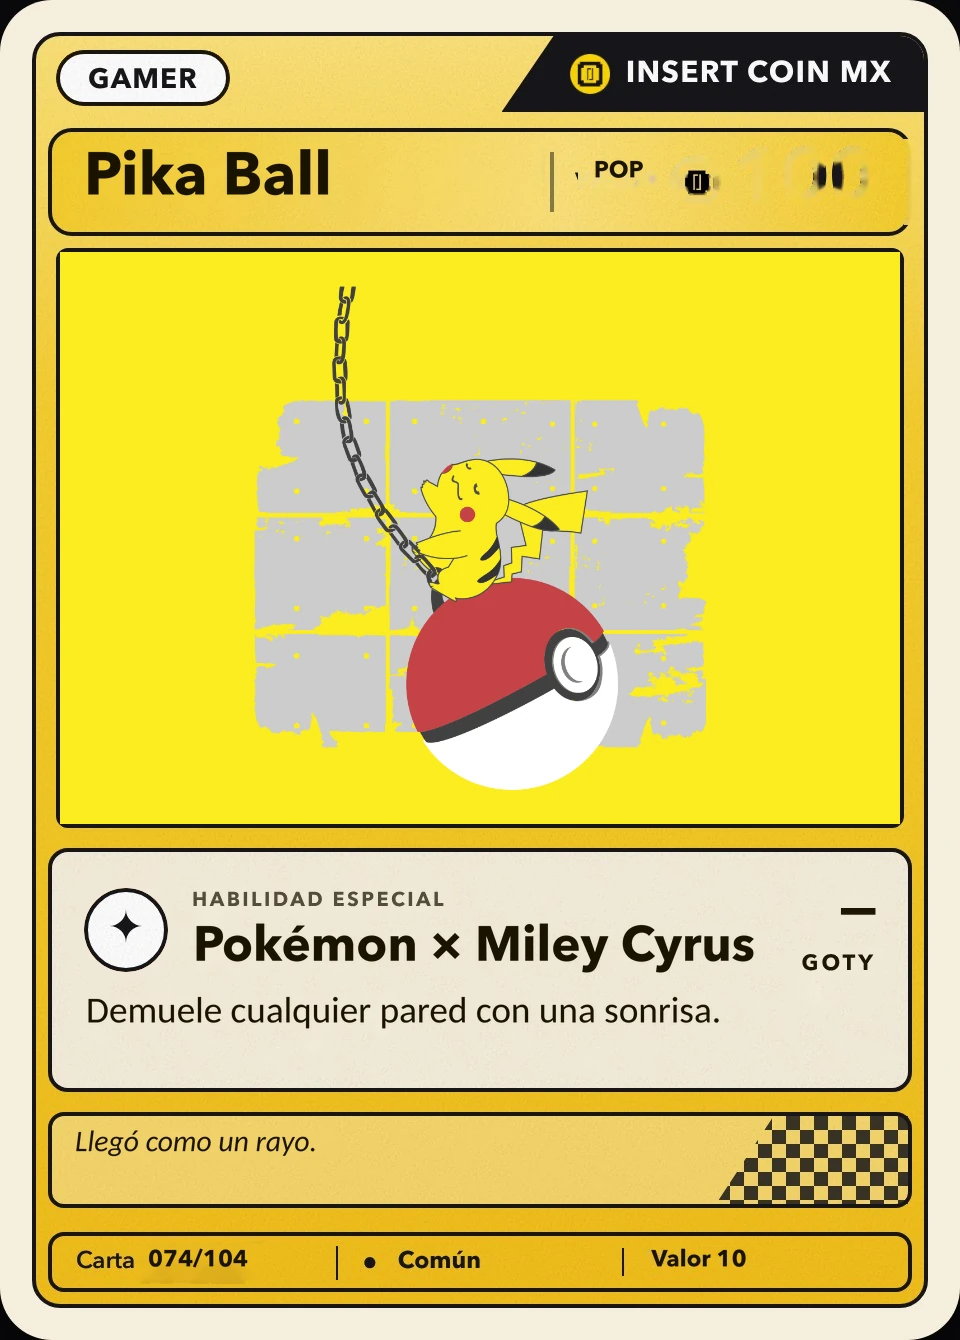 GAMER
INSERT COIN MX
Pika Ball
POP
HABILIDAD ESPECIAL
Pokémon × Miley Cyrus
GOTY
Demuele cualquier pared con una sonrisa.
Llegó como un rayo.
Carta 074/104
• Común
Valor 10